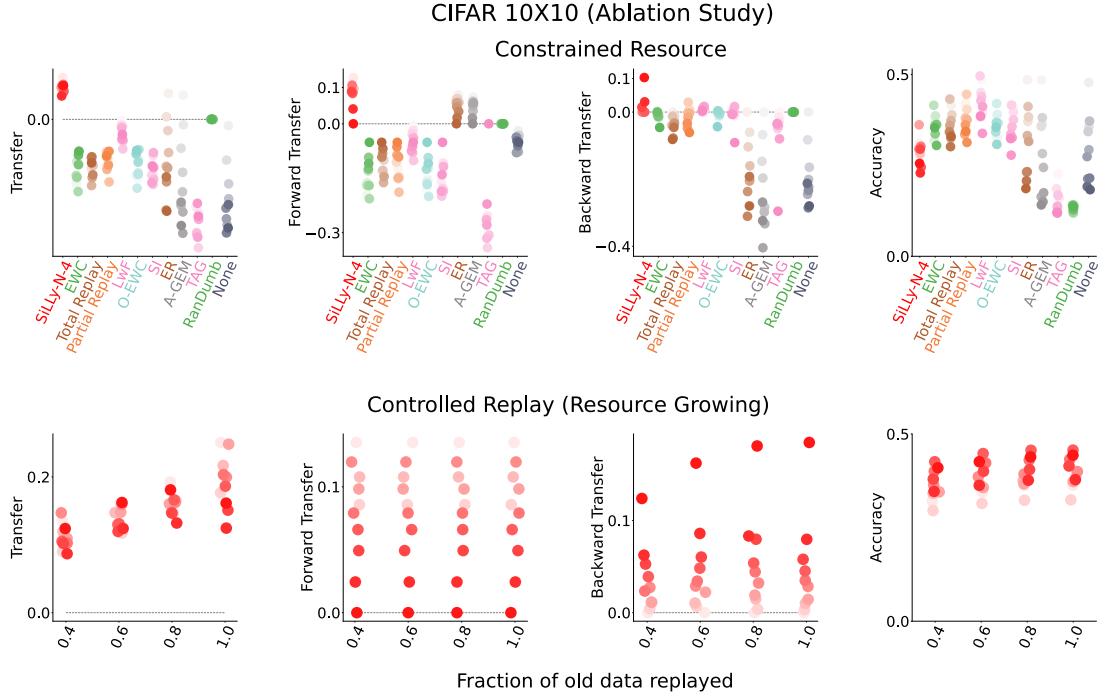 CIFAR 10X10 (Ablation Study)
Constrained Resource
Transfer
0.0
SiLLy-N-4
EWC
Total Replay
Partial Replay
LwF
O-EWC
SI
ER
A-GEM
TAG
RanDumb
None
Forward Transfer
0.1
0.0
−0.3
SiLLy-N-4
EWC
Total Replay
Partial Replay
LwF
O-EWC
SI
ER
A-GEM
TAG
RanDumb
None
Backward Transfer
0.1
0.0
−0.4
SiLLy-N-4
EWC
Total Replay
Partial Replay
LwF
O-EWC
SI
ER
A-GEM
TAG
RanDumb
None
Accuracy
0.5
0.0
SiLLy-N-4
EWC
Total Replay
Partial Replay
LwF
O-EWC
SI
ER
A-GEM
TAG
RanDumb
None
Controlled Replay (Resource Growing)
Transfer
0.2
0.0
0.4
0.6
0.8
1.0
Forward Transfer
0.1
0.0
0.4
0.6
0.8
1.0
Backward Transfer
0.1
0.0
0.4
0.6
0.8
1.0
Accuracy
0.5
0.0
0.4
0.6
0.8
1.0
Fraction of old data replayed